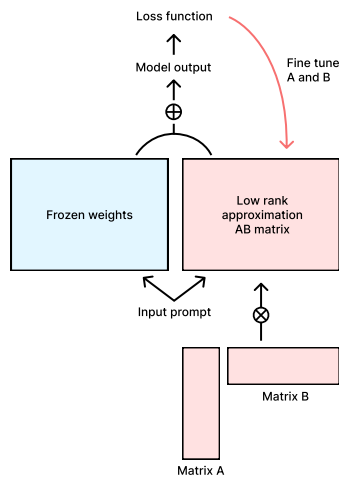 Loss function
Fine tune
A and B
Model output
Frozen weights
Low rank
approximation
AB matrix
Input prompt
Matrix B
Matrix A